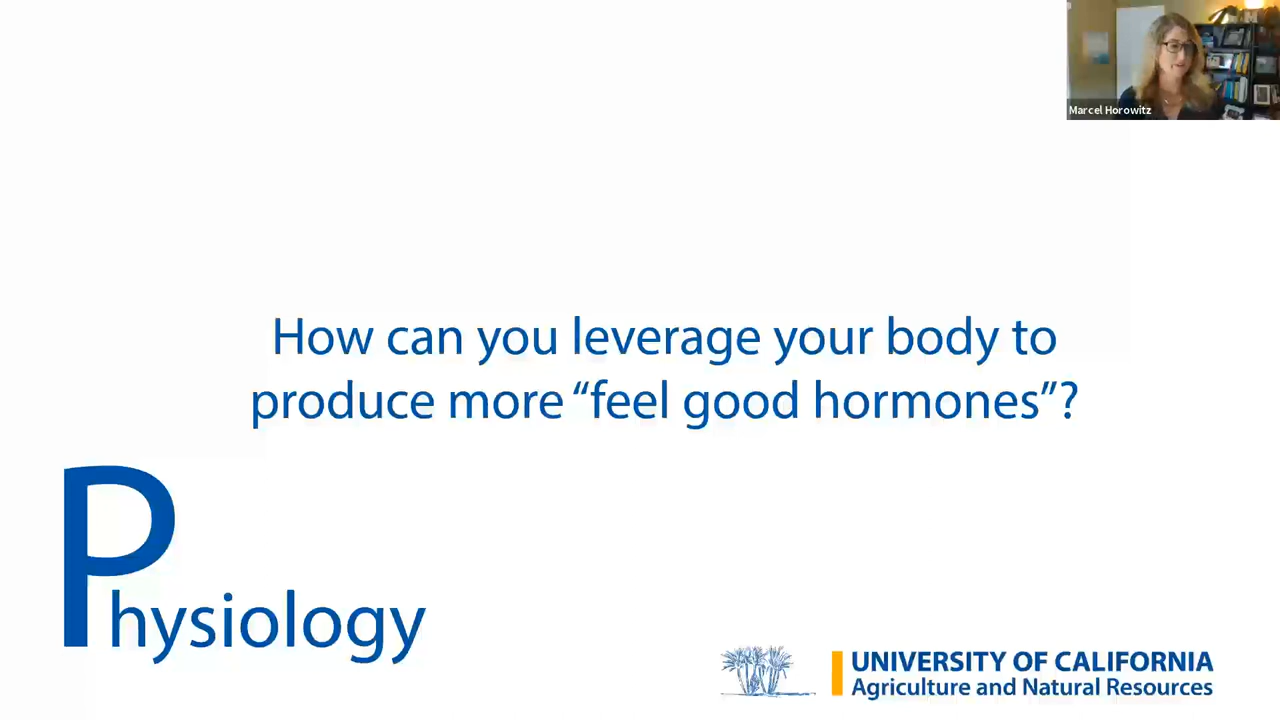 Marcel Horowitz
How can you leverage your body to
produce more “feel good hormones”?
Physiology
UNIVERSITY OF CALIFORNIA
Agriculture and Natural Resources